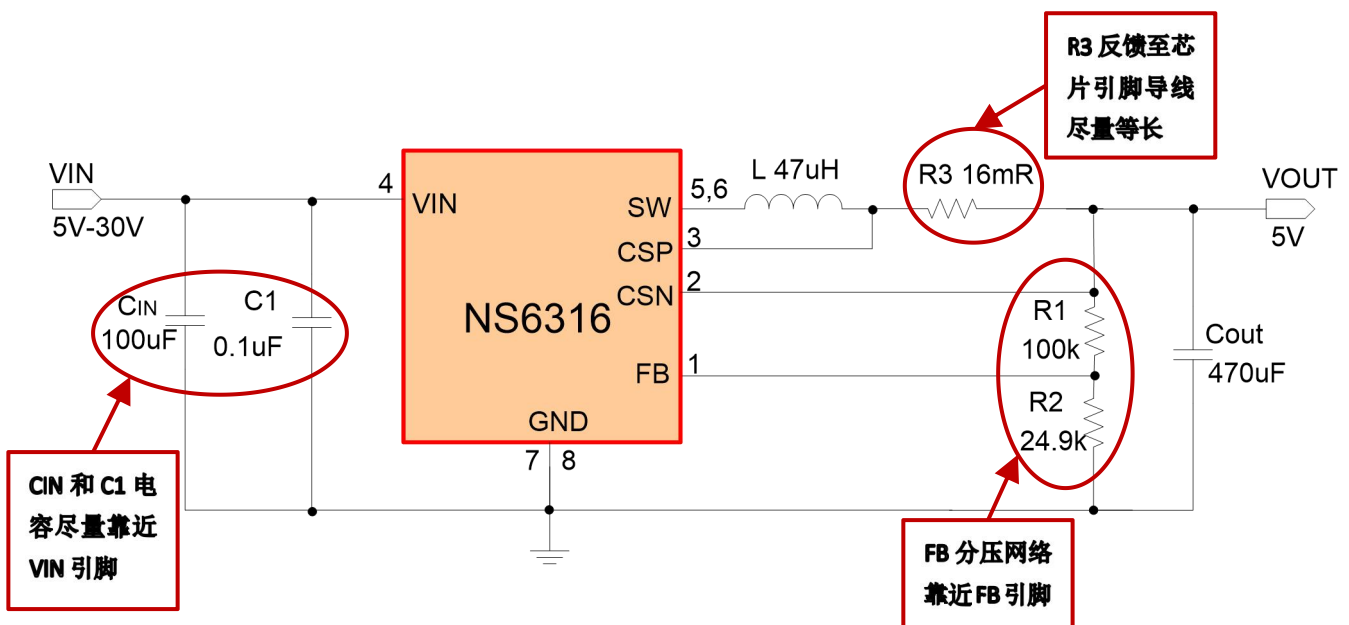 R3 反馈至芯
片引脚导线
尽量等长
VIN
5V-30V
4
VIN
SW
5,6
L 47uH
R3 16mR
VOUT
5V
CSP
3
CSN
2
NS6316
FB
1
GND
7
8
CIN
100uF
C1
0.1uF
R1
100k
R2
24.9k
Cout
470uF
CIN 和 C1 电
容尽量靠近
VIN 引脚
FB 分压网络
靠近 FB 引脚